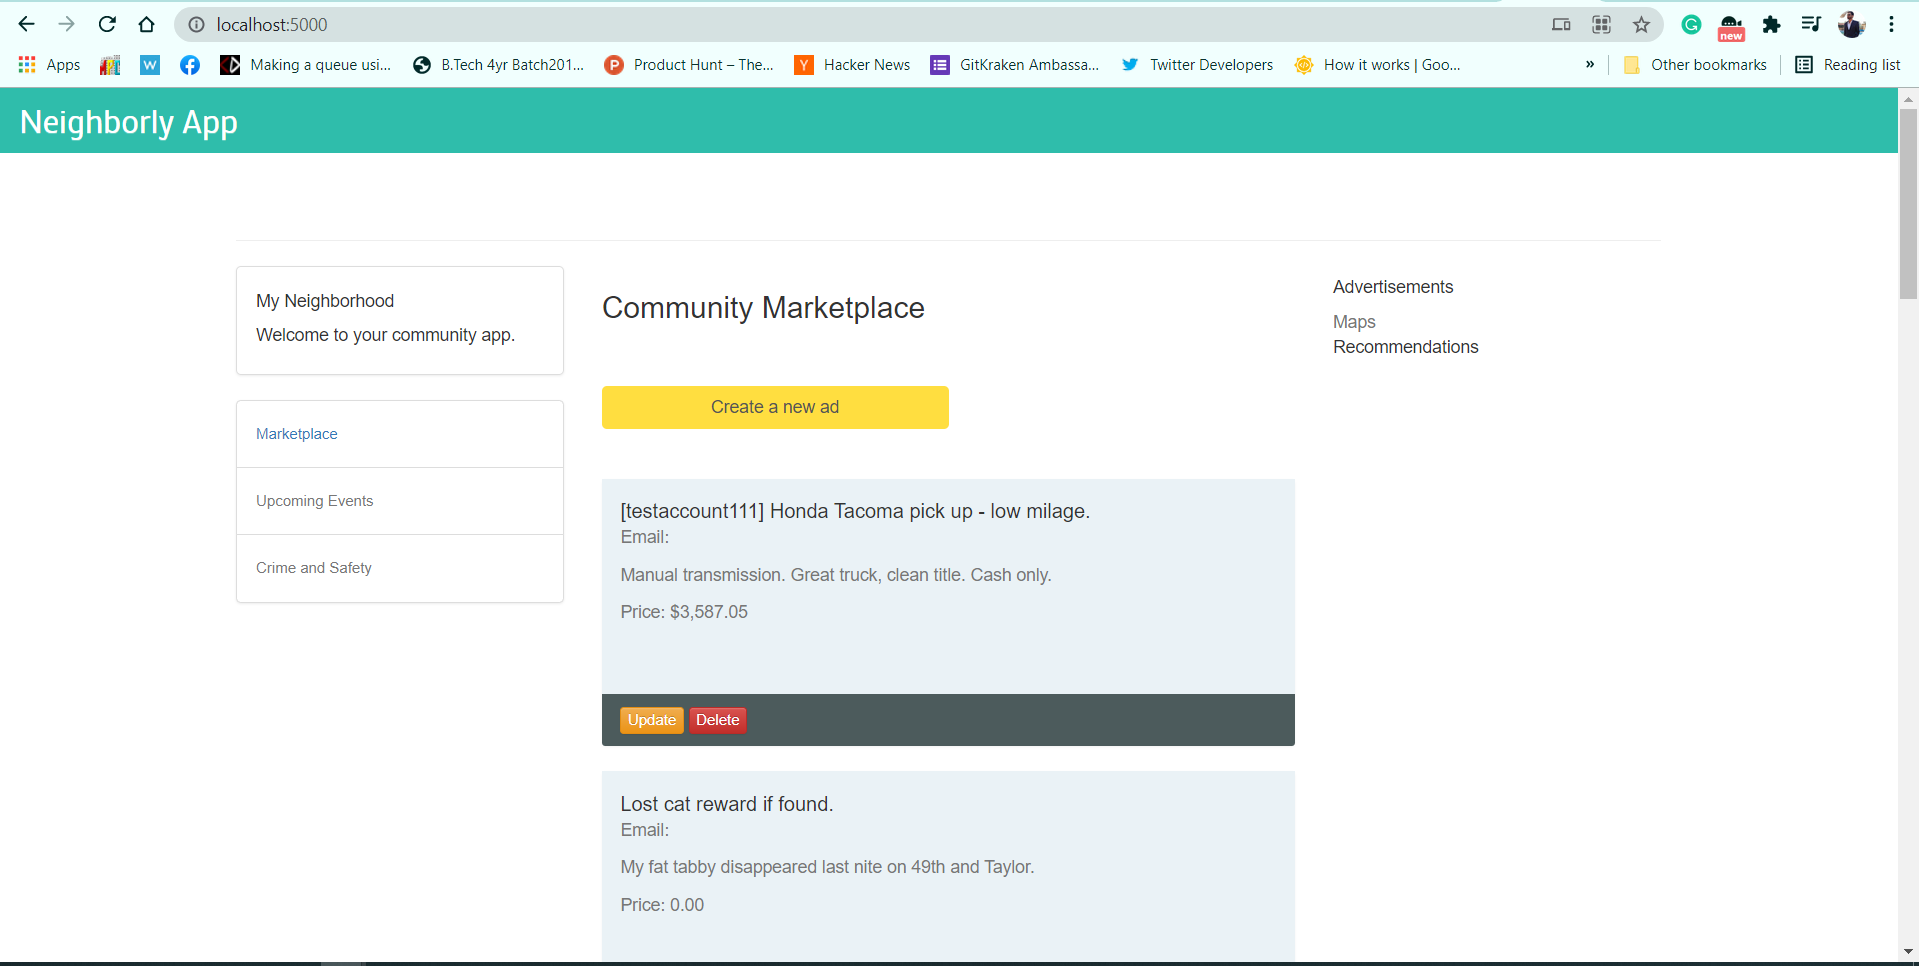 localhost:5000
new
Apps
Making a queue usi...
B.Tech 4yr Batch201...
Product Hunt – The...
Hacker News
GitKraken Ambassa...
Twitter Developers
How it works | Goo...
»
Other bookmarks
Reading list
Neighborly App
My Neighborhood
Welcome to your community app.
Marketplace
Upcoming Events
Crime and Safety
Community Marketplace
Create a new ad
[testaccount111] Honda Tacoma pick up - low milage.
Email:
Manual transmission. Great truck, clean title. Cash only.
Price: $3,587.05
Update Delete
Lost cat reward if found.
Email:
My fat tabby disappeared last nite on 49th and Taylor.
Price: 0.00
Advertisements
Maps
Recommendations